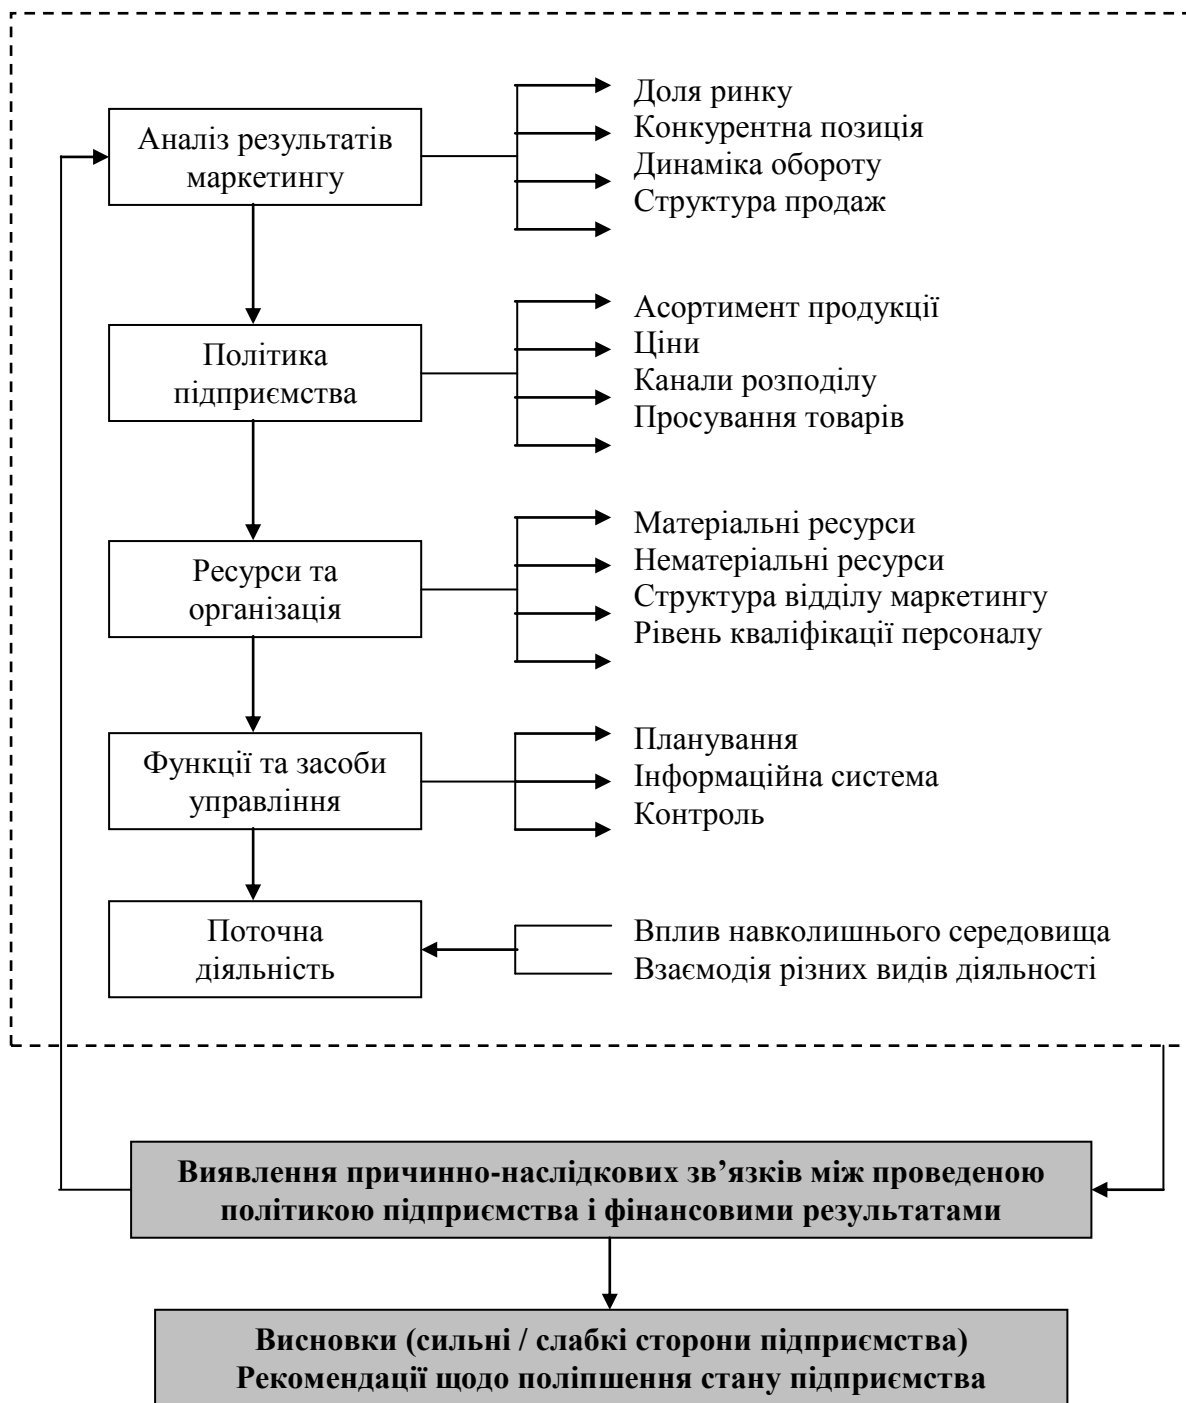 Аналіз результатів
маркетингу
Доля ринку
Конкурентна позиція
Динаміка обороту
Структура продаж
Політика
підприємства
Асортимент продукції
Ціни
Канали розподілу
Просування товарів
Ресурси та
організація
Матеріальні ресурси
Нематеріальні ресурси
Структура відділу маркетингу
Рівень кваліфікації персоналу
Функції та засоби
управління
Планування
Інформаційна система
Контроль
Поточна
діяльність
Вплив навколишнього середовища
Взаємодія різних видів діяльності
Виявлення причинно-наслідкових зв’язків між проведеною
політикою підприємства і фінансовими результатами
Висновки (сильні / слабкі сторони підприємства)
Рекомендації щодо поліпшення стану підприємства